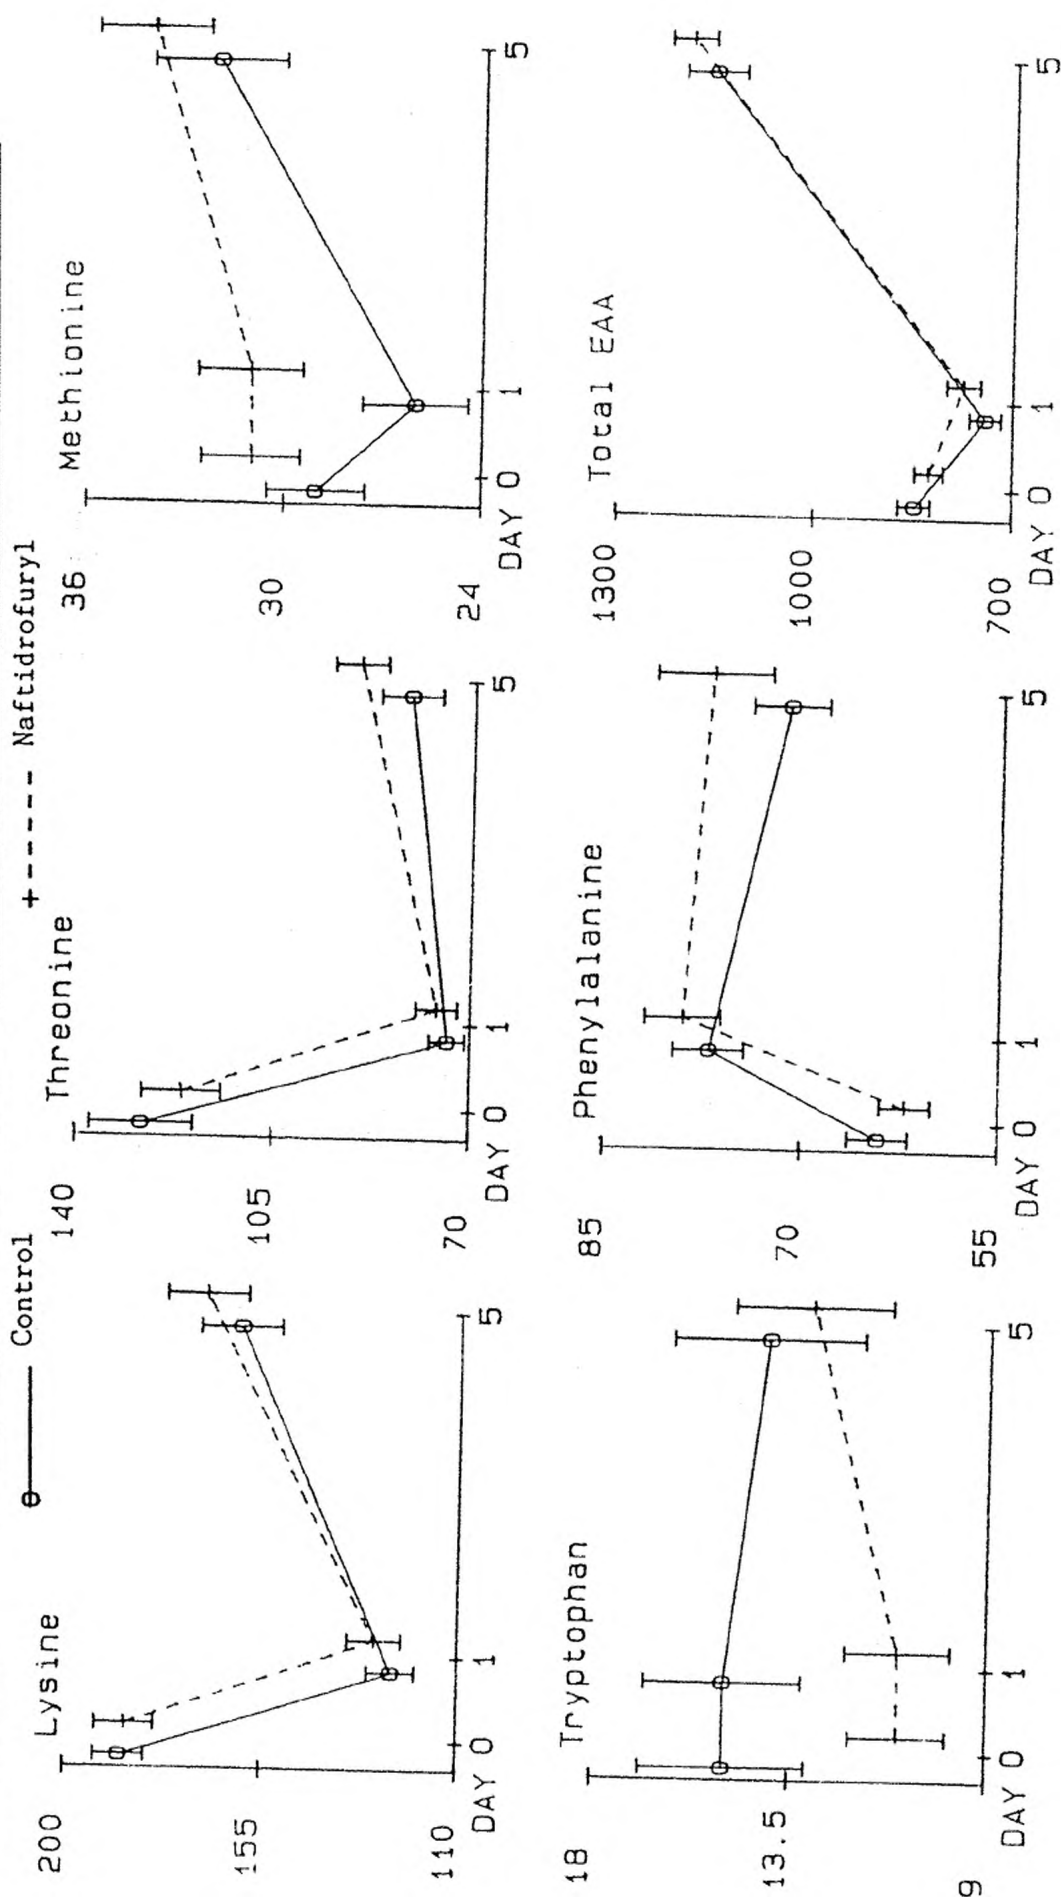 Control
+ ----- Naftidrofuryl
Lysine
200
155
110
DAY 0 1 5
Threonine
140
105
70
DAY 0 1 5
Methionine
36
30
24
DAY 0 1 5
Tryptophan
18
13.5
9
DAY 0 1 5
Phenylalanine
85
70
55
DAY 0 1 5
Total EAA
1300
1000
700
DAY 0 1 5